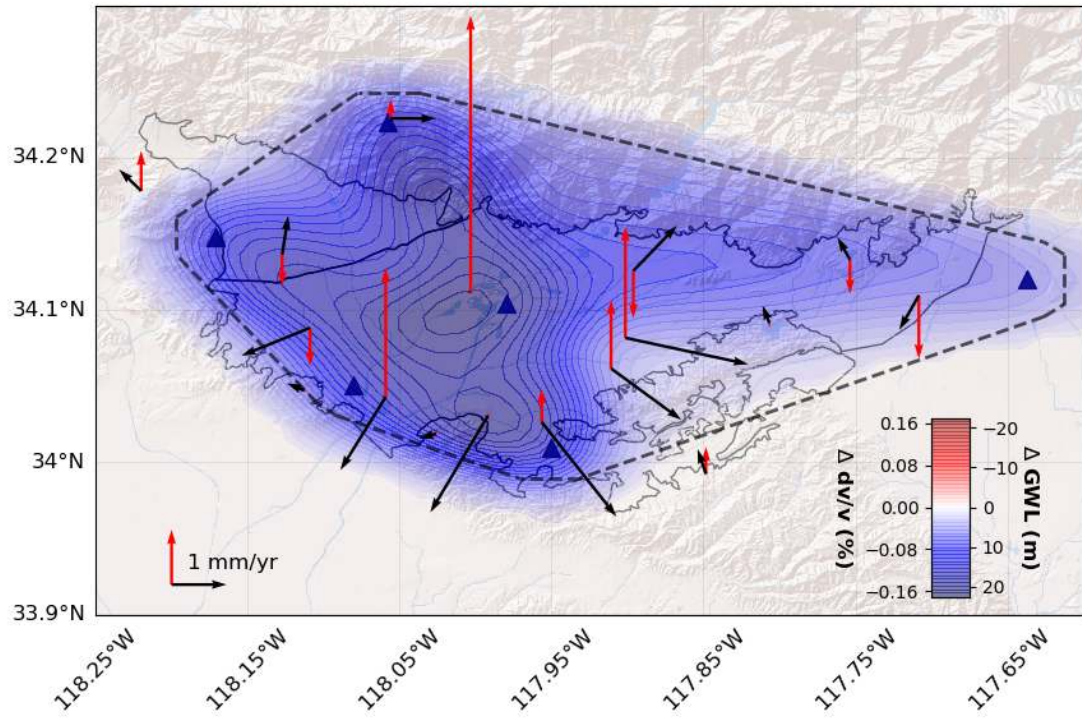 34.2°N
34.1°N
34°N
33.9°N
1 mm/yr
0.16
0.08
0.00
−0.08
−0.16
Δ dv/v (%)
−20
−10
0
10
20
Δ GWL (m)
118.25°W
118.15°W
118.05°W
117.95°W
117.85°W
117.75°W
117.65°W